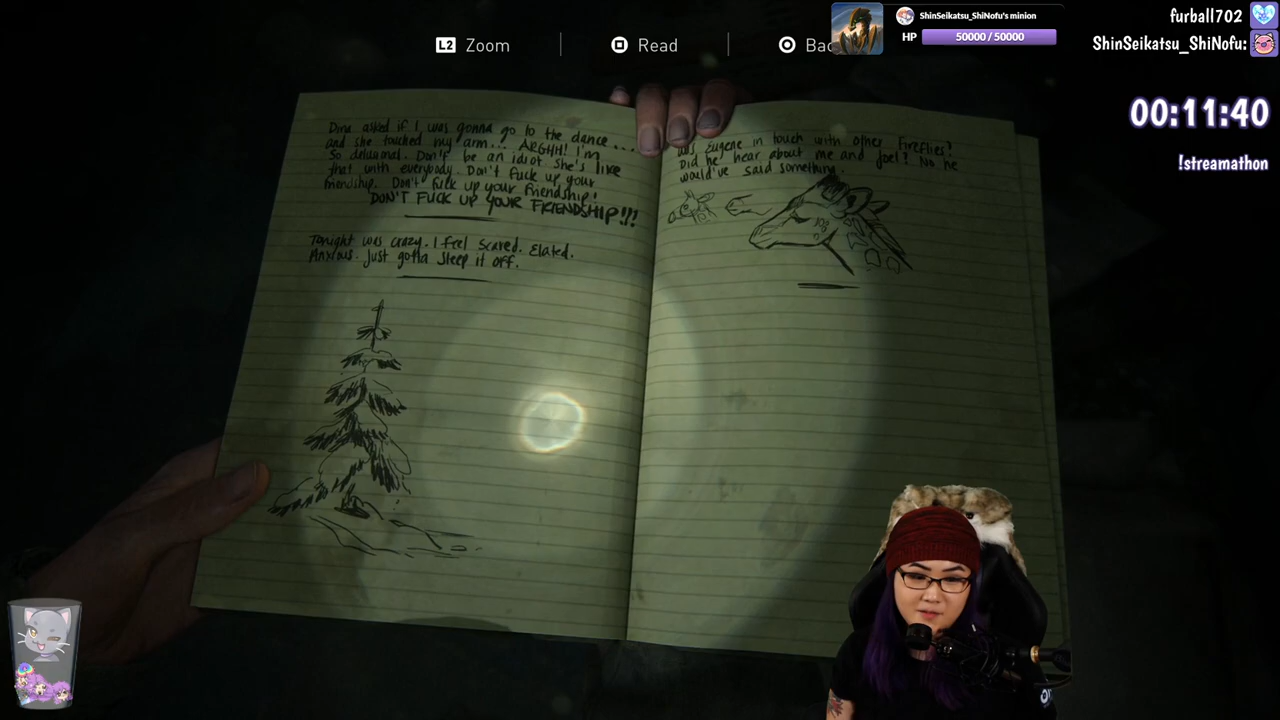 L2 Zoom
Read
Bac
ShinSeikatsu_ShiNofu's minion
HP 50000 / 50000
furball702
ShinSeikatsu_ShiNofu:
00:11:40
!streamathon
Dina asked if I was gonna go to the dance...
and she touched my arm... ARGHH! I'm
so delusional. Don't be an idiot she's like
that with everybody. Don't fuck up your
friendship. Don't fuck up your friendship!
DON'T FUCK UP YOUR FRIENDSHIP!!!
Tonight was crazy. I feel scared. Elated.
Anxious. Just gotta sleep it off.
Was Eugene in touch with other Fireflies?
Did he hear about me and Joel? No he
would've said something.